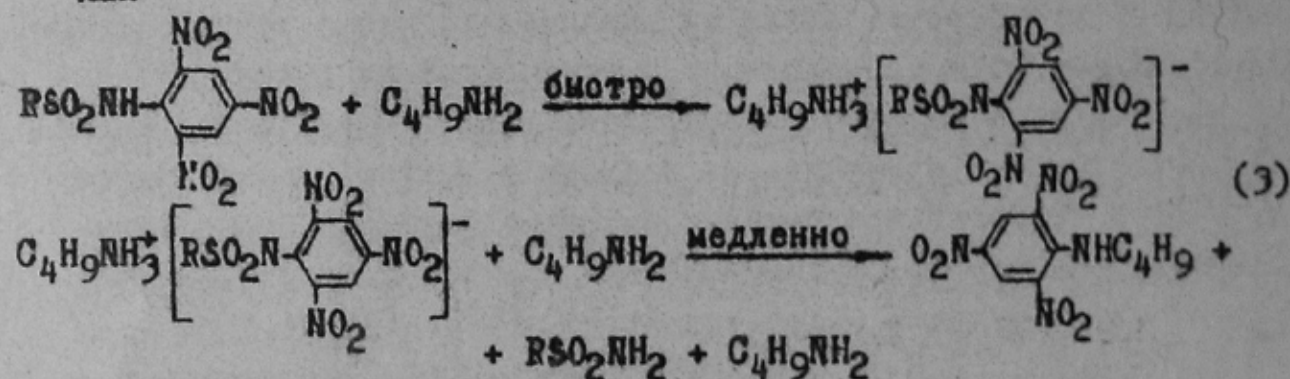 NO₂
RSO₂NH- -NO₂ + C₄H₉NH₂ быстро C₄H₉NH₃⁺ [RSO₂N- -NO₂]⁻
NO₂
NO₂ O₂N NO₂ (3)
NO₂
C₄H₉NH₃⁺ [RSO₂N- -NO₂]⁻ + C₄H₉NH₂ медленно O₂N- -NHC₄H₉ +
NO₂ NO₂
+ RSO₂NH₂ + C₄H₉NH₂